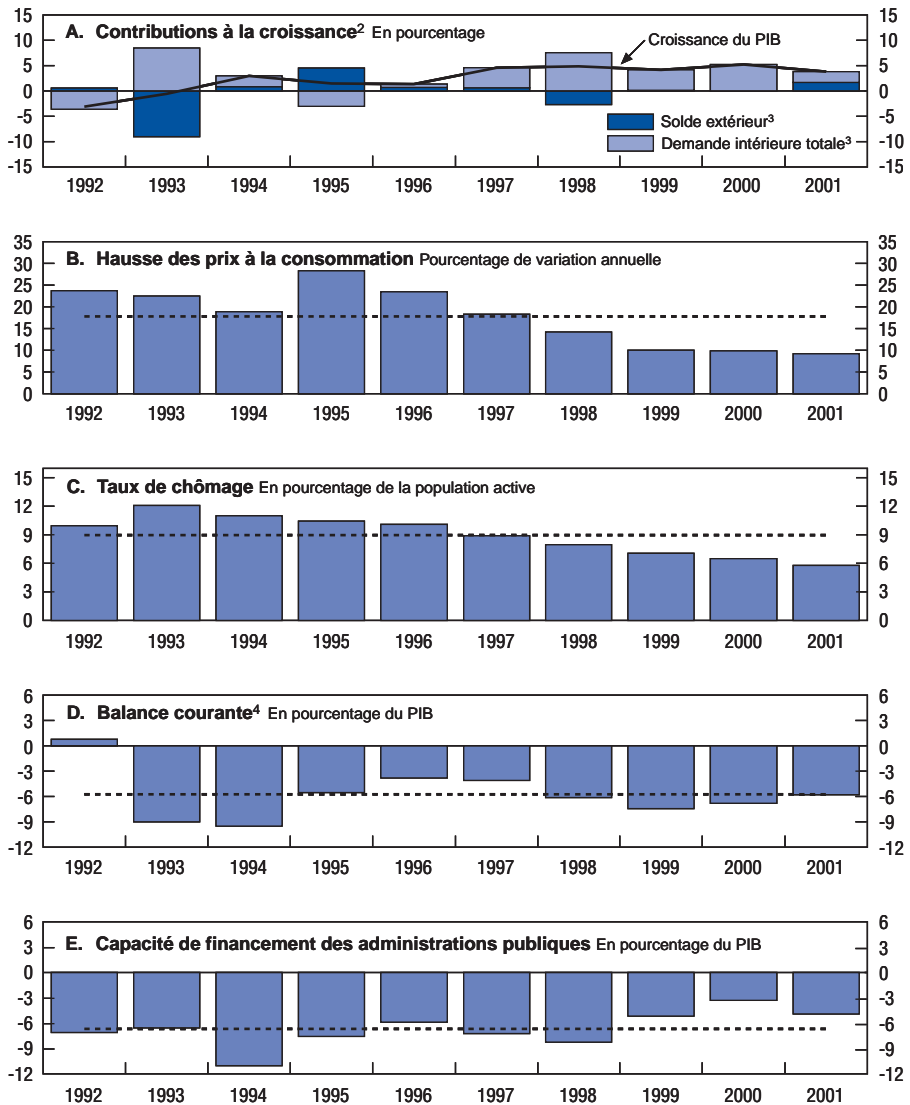 A. Contributions à la croissance² En pourcentage
15 15
10 10
5 5
0 0
-5 -5
-10 -10
-15 -15
Croissance du PIB
Solde extérieur³
Demande intérieure totale³
1992 1993 1994 1995 1996 1997 1998 1999 2000 2001
B. Hausse des prix à la consommation Pourcentage de variation annuelle
35 35
30 30
25 25
20 20
15 15
10 10
5 5
0 0
1992 1993 1994 1995 1996 1997 1998 1999 2000 2001
C. Taux de chômage En pourcentage de la population active
15 15
12 12
9 9
6 6
3 3
0 0
1992 1993 1994 1995 1996 1997 1998 1999 2000 2001
D. Balance courante⁴ En pourcentage du PIB
6 6
3 3
0 0
-3 -3
-6 -6
-9 -9
-12 -12
1992 1993 1994 1995 1996 1997 1998 1999 2000 2001
E. Capacité de financement des administrations publiques En pourcentage du PIB
6 6
3 3
0 0
-3 -3
-6 -6
-9 -9
-12 -12
1992 1993 1994 1995 1996 1997 1998 1999 2000 2001